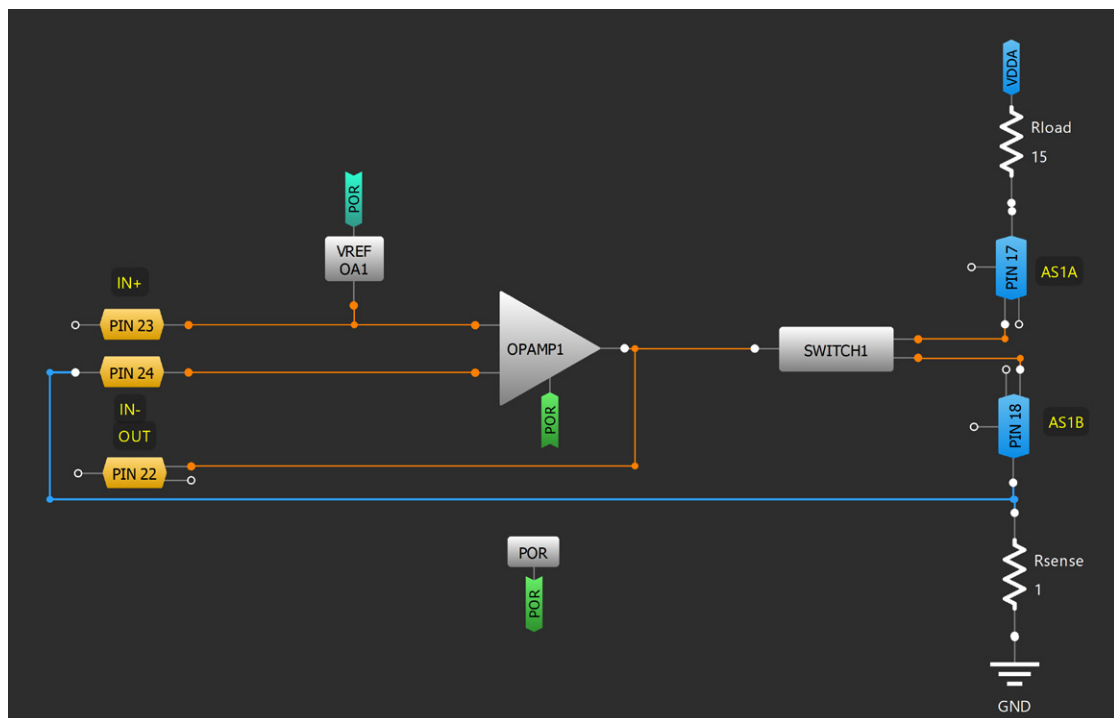 VDDA
Rload
15
POR
VREF
OA1
PIN 17
AS1A
IN+
PIN 23
OPAMP1
SWITCH1
PIN 24
IN-
OUT
POR
PIN 18
AS1B
PIN 22
POR
Rsense
1
POR
GND